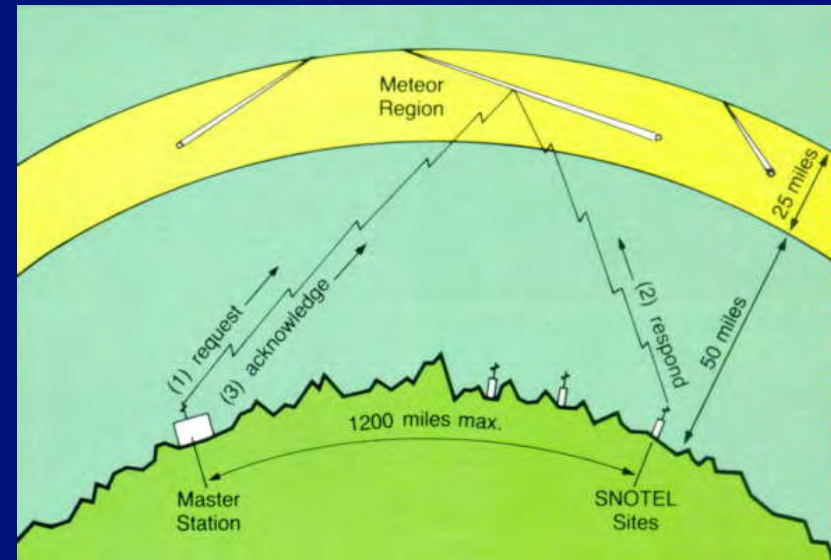 Meteor
Region
25 miles
50 miles
(1) request
(3) acknowledge
(2) respond
1200 miles max.
Master
Station
SNOTEL
Sites